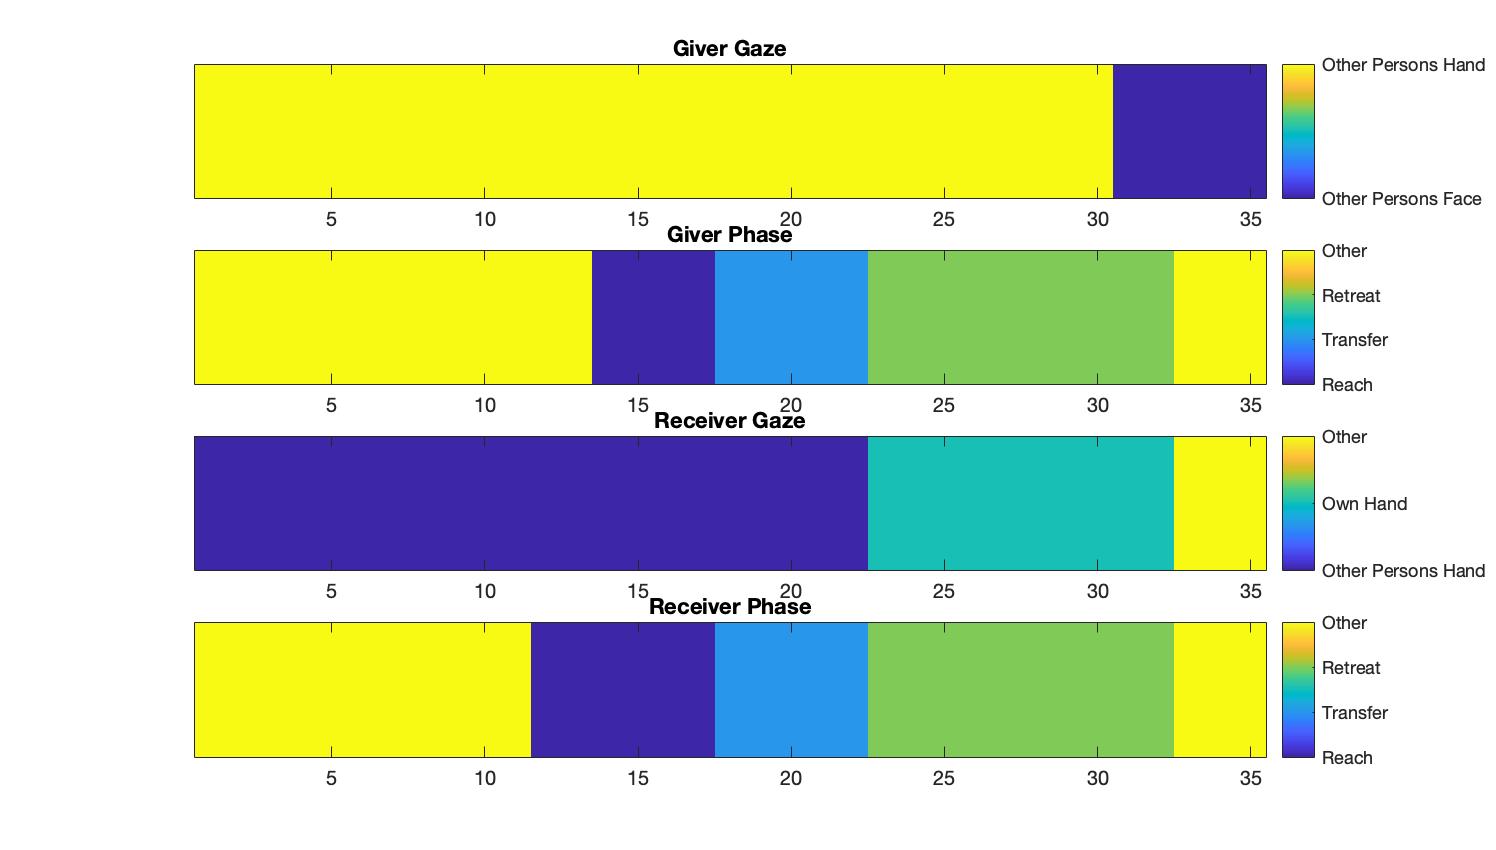 Giver Gaze
Other Persons Hand
Other Persons Face
5 10 15 20 25 30 35
Giver Phase
Other
Retreat
Transfer
Reach
5 10 15 20 25 30 35
Receiver Gaze
Other
Own Hand
Other Persons Hand
5 10 15 20 25 30 35
Receiver Phase
Other
Retreat
Transfer
Reach
5 10 15 20 25 30 35